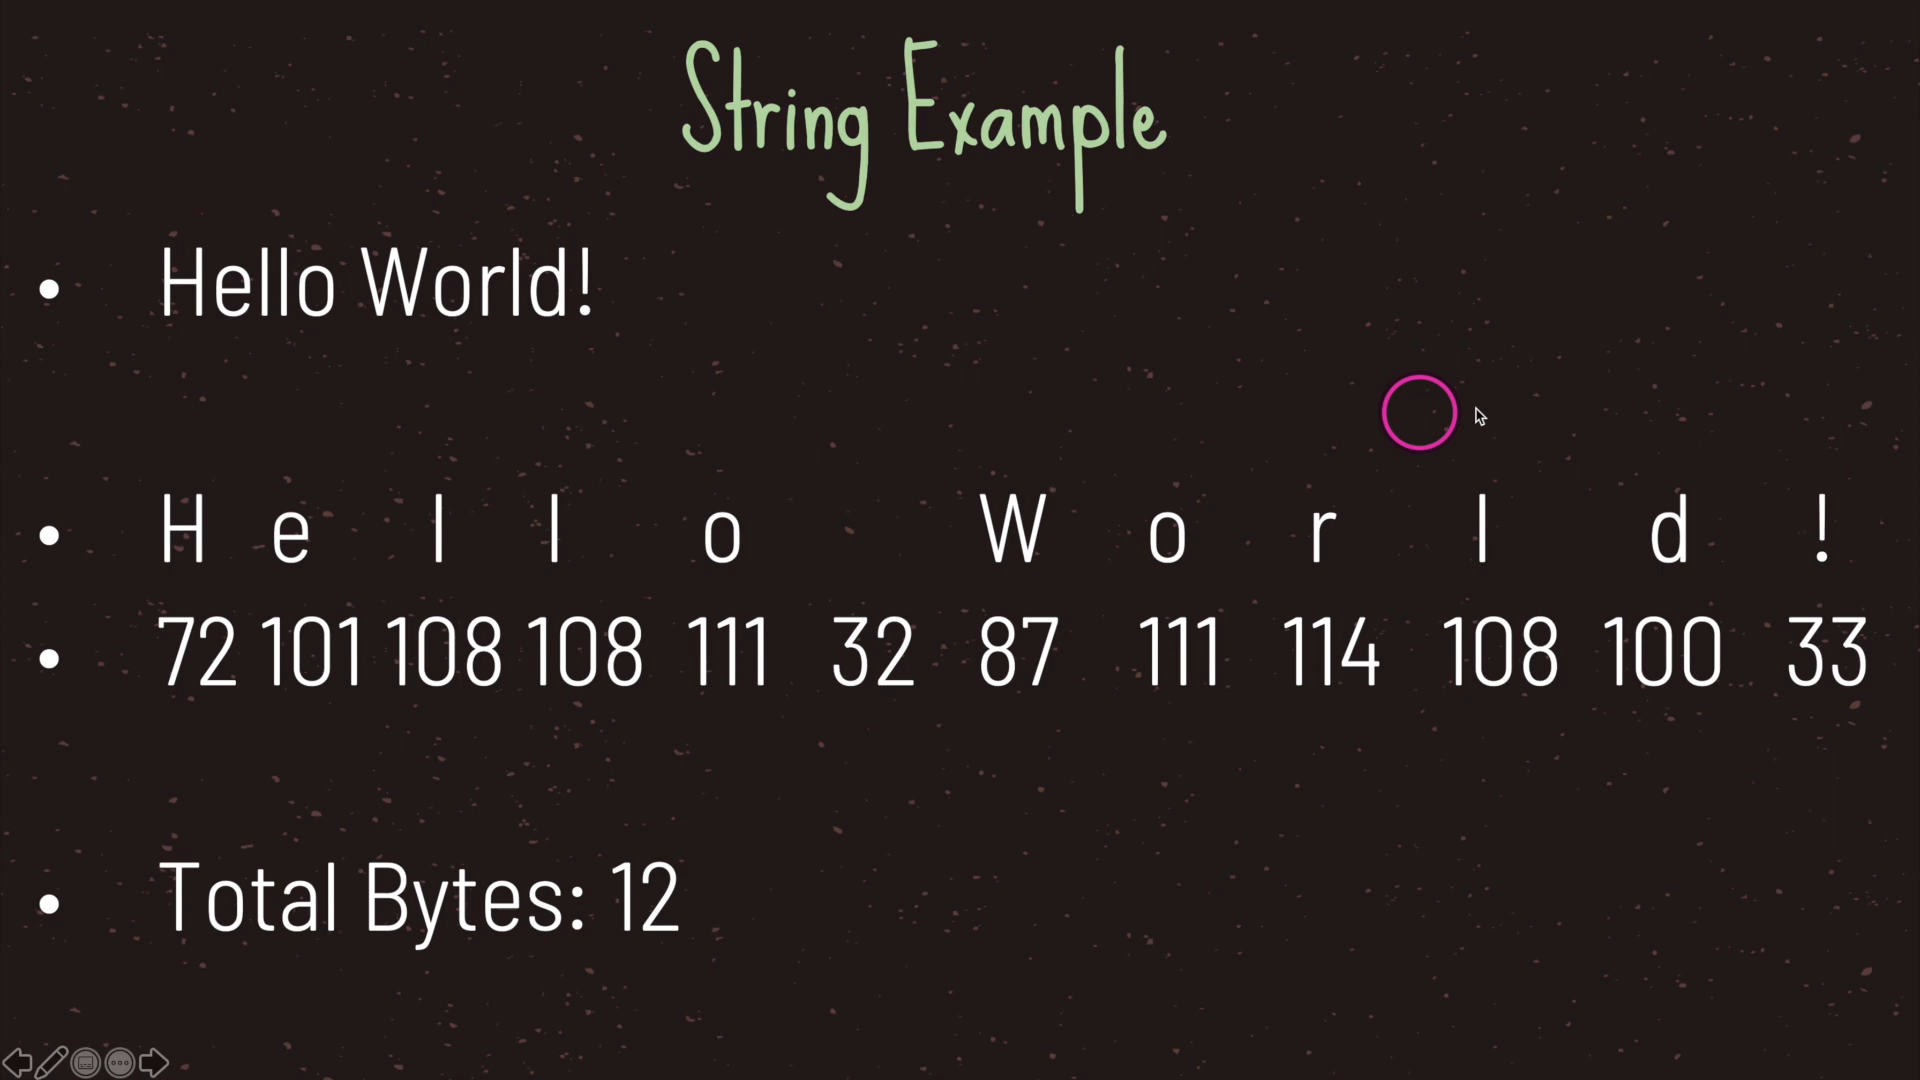 String Example
• Hello World!
• H e l l o W o r l d !
• 72 101 108 108 111 32 87 111 114 108 100 33
• Total Bytes: 12